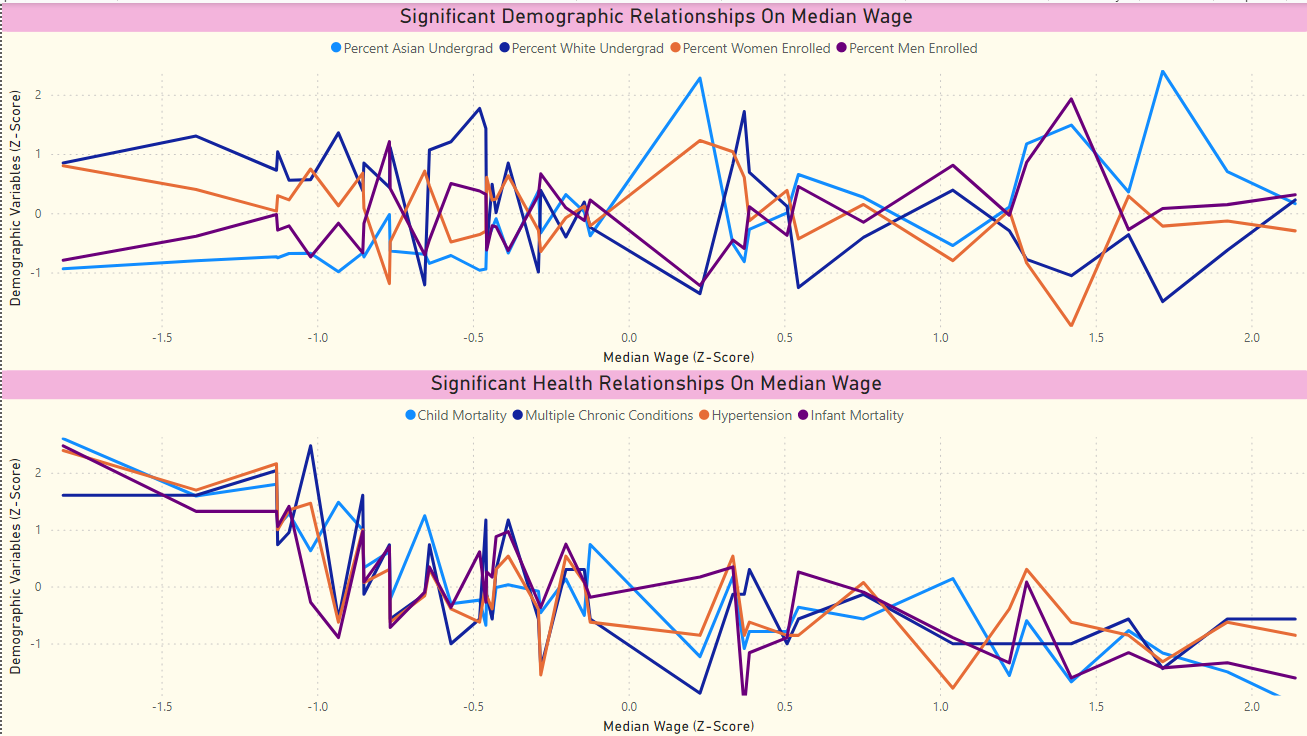 Significant Demographic Relationships On Median Wage
Percent Asian Undergrad Percent White Undergrad Percent Women Enrolled Percent Men Enrolled
Demographic Variables (Z- Score)
2
1
0
-1
-1.5 -1.0 -0.5 0.0 0.5 1.0 1.5 2.0
Median Wage (Z-Score)
Significant Health Relationships On Median Wage
Child Mortality Multiple Chronic Conditions Hypertension Infant Mortality
Demographic Variables (Z-Score)
2
1
0
-1
-1.5 -1.0 -0.5 0.0 0.5 1.0 1.5 2.0
Median Wage (Z-Score)